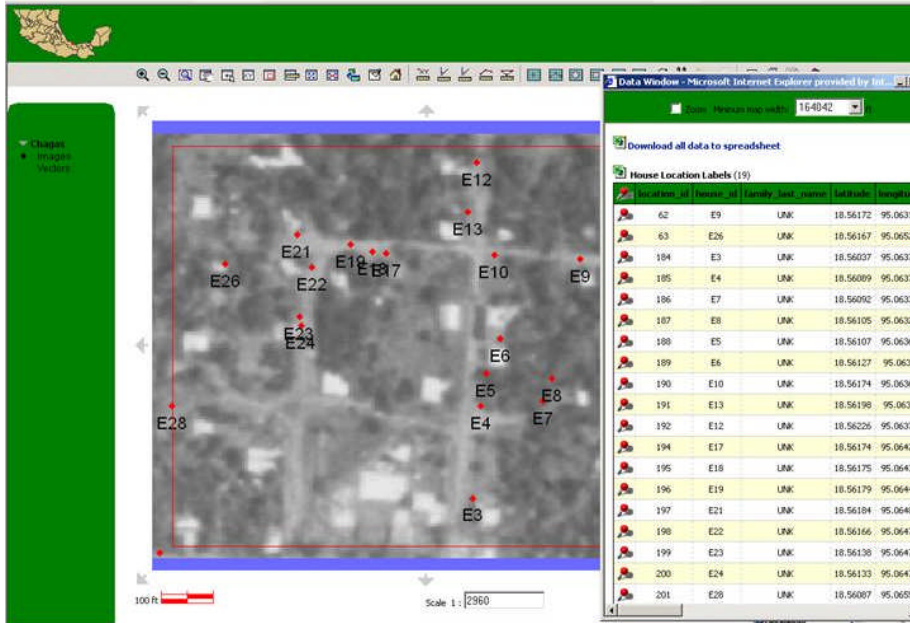 Chagas
Images
Vectors
E12
E13
E21
E19
E17
E10
E9
E26
E22
E23
E24
E6
E5
E8
E7
E4
E28
E3
100 ft
Scale 1 : 2960
Data Window - Microsoft Internet Explorer provided by Int...
Zoom Minimum map width: 164042 ft
Download all data to spreadsheet
House Location Labels (19)
location_id house_id family_last_name latitude longitu
62 E9 UNK 18.56172
63 E26 UNK 18.56167
184 E3 UNK 18.56037
185 E4 UNK 18.56089
186 E7 UNK 18.56092
187 E8 UNK 18.56105
188 E5 UNK 18.56107
189 E6 UNK 18.56127
190 E10 UNK 18.56174
191 E13 UNK 18.56198
192 E12 UNK 18.56226
194 E17 UNK 18.56174
195 E18 UNK 18.56175
196 E19 UNK 18.56179
197 E21 UNK 18.56184
198 E22 UNK 18.56166
199 E23 UNK 18.56138
200 E24 UNK 18.56133
201 E28 UNK 18.56087